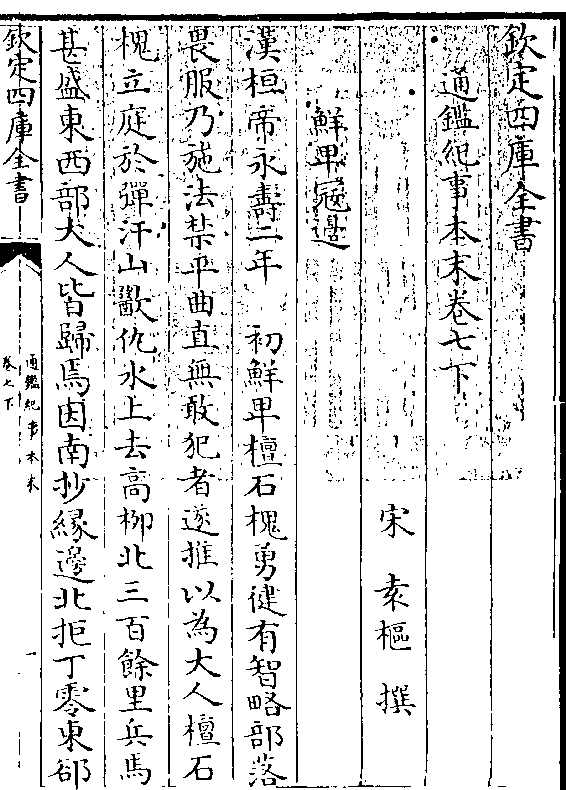 欽定四庫全書
通鑑紀事本末卷七下
宋 袁樞 撰
鮮卑冦邊
漢桓帝永壽二年 初鮮卑檀石槐勇健有智略部落
畏服乃施法禁平曲直無敢犯者遂推以為大人檀石
槐立庭於彈汗山歠仇水上去高栁北三百餘里兵馬
甚盛東西部大人皆歸焉因南抄緣邊北拒丁零東郤
欽定四庫全書
通鑑紀事本末
卷七下
一